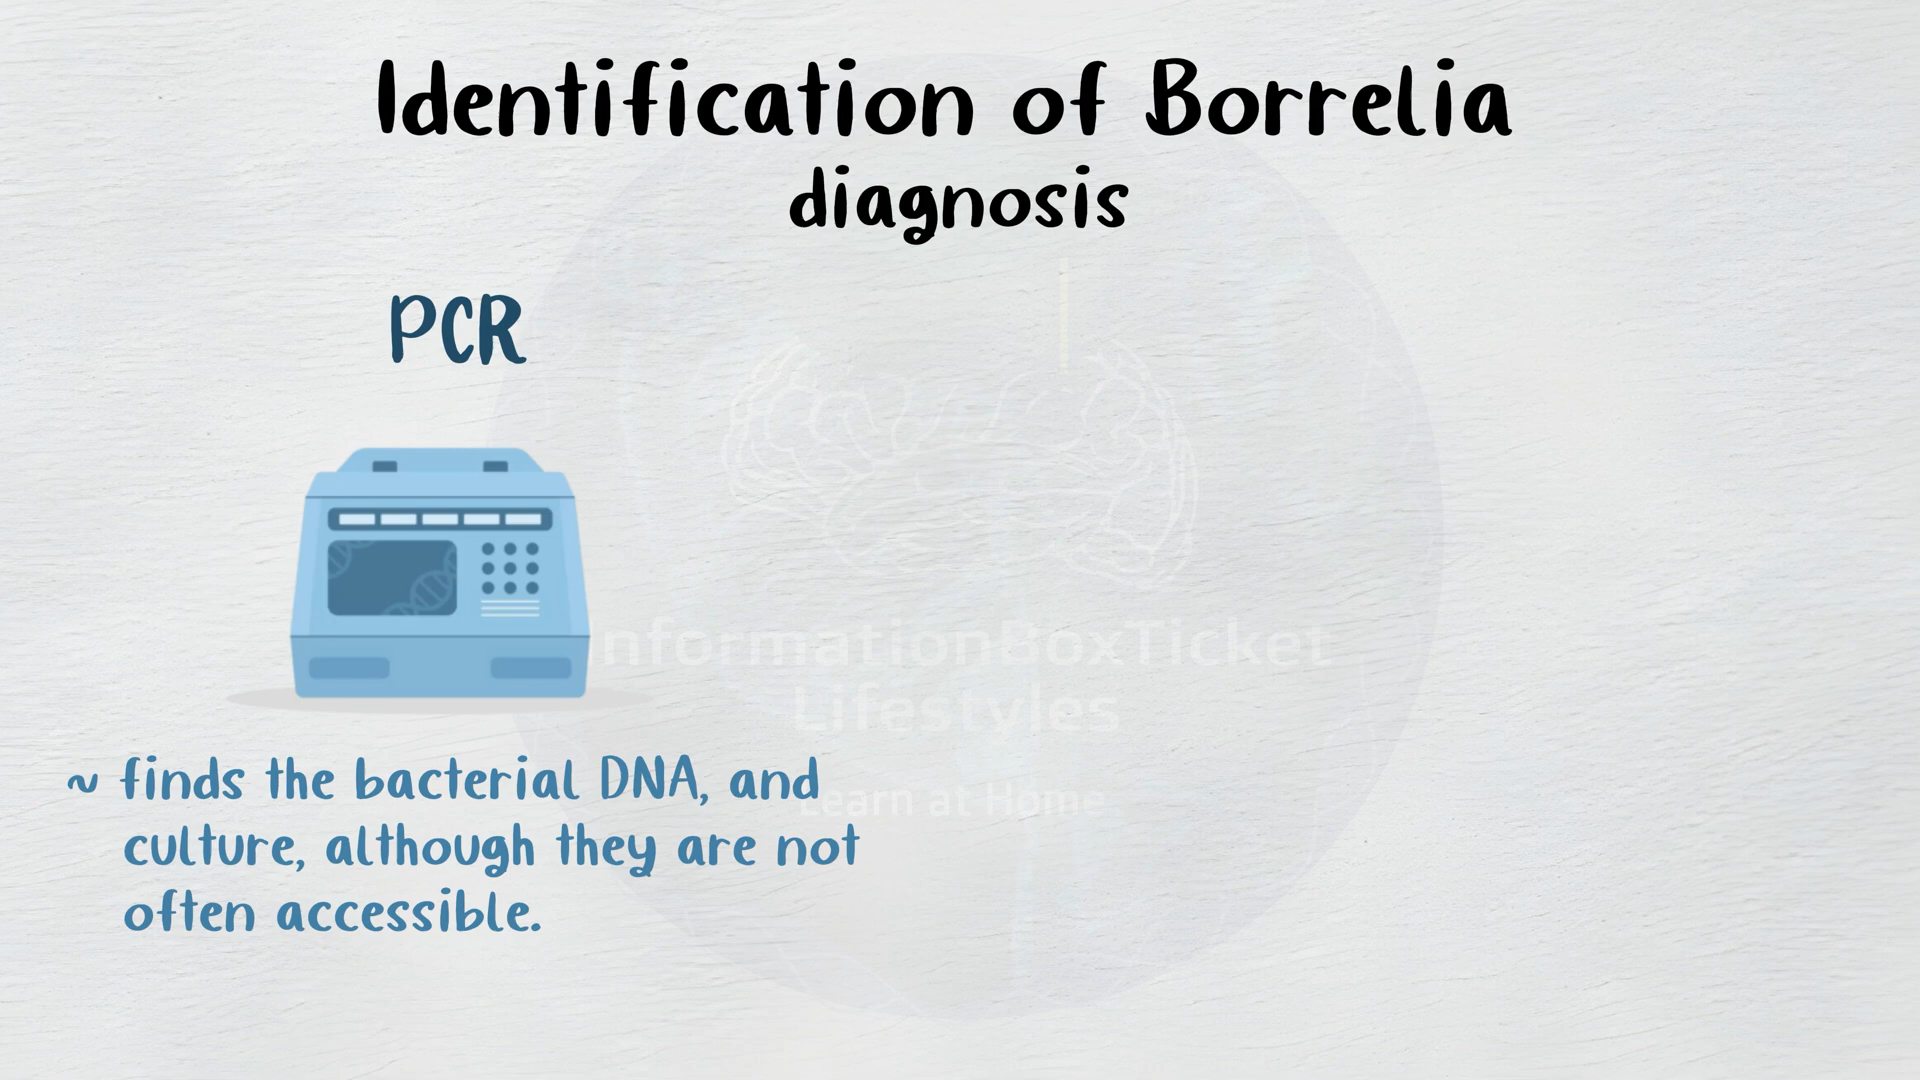 Identification of Borrelia
diagnosis
PCR
InformationBoxTicket
Lifestyles
~ finds the bacterial DNA, and
Learn at Home
culture, although they are not
often accessible.